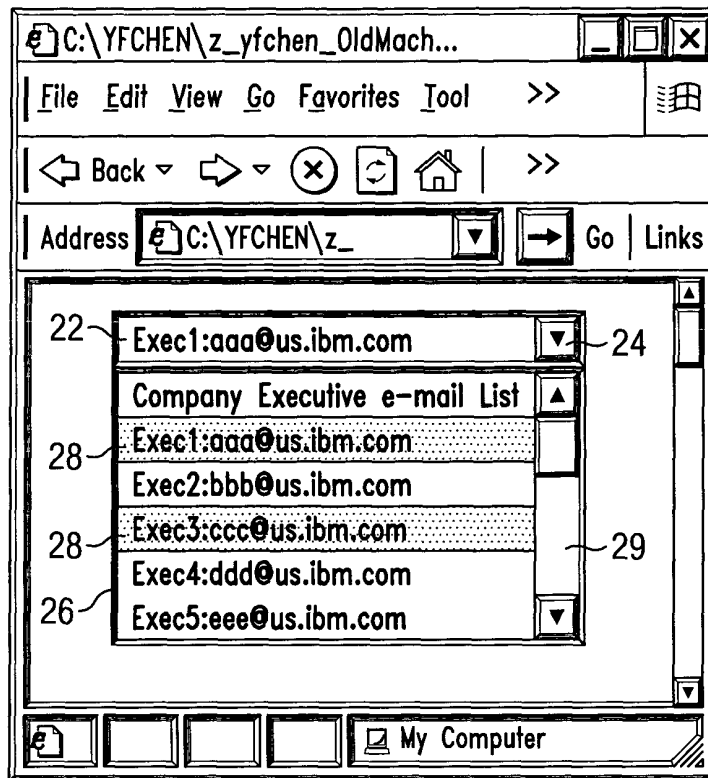 C:\YFCHEN\z_yfchen_OldMach...
File Edit View Go Favorites Tool >>
Back >>
Address C:\YFCHEN\z_ Go Links
22 Exec1:aaa@us.ibm.com 24
Company Executive e-mail List
28 Exec1:aaa@us.ibm.com
Exec2:bbb@us.ibm.com
28 Exec3:ccc@us.ibm.com 29
Exec4:ddd@us.ibm.com
26 Exec5:eee@us.ibm.com
My Computer